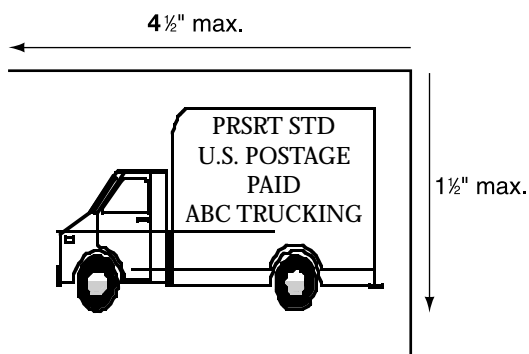 4½" max.
PRSRT STD
U.S. POSTAGE
PAID
ABC TRUCKING
1½" max.